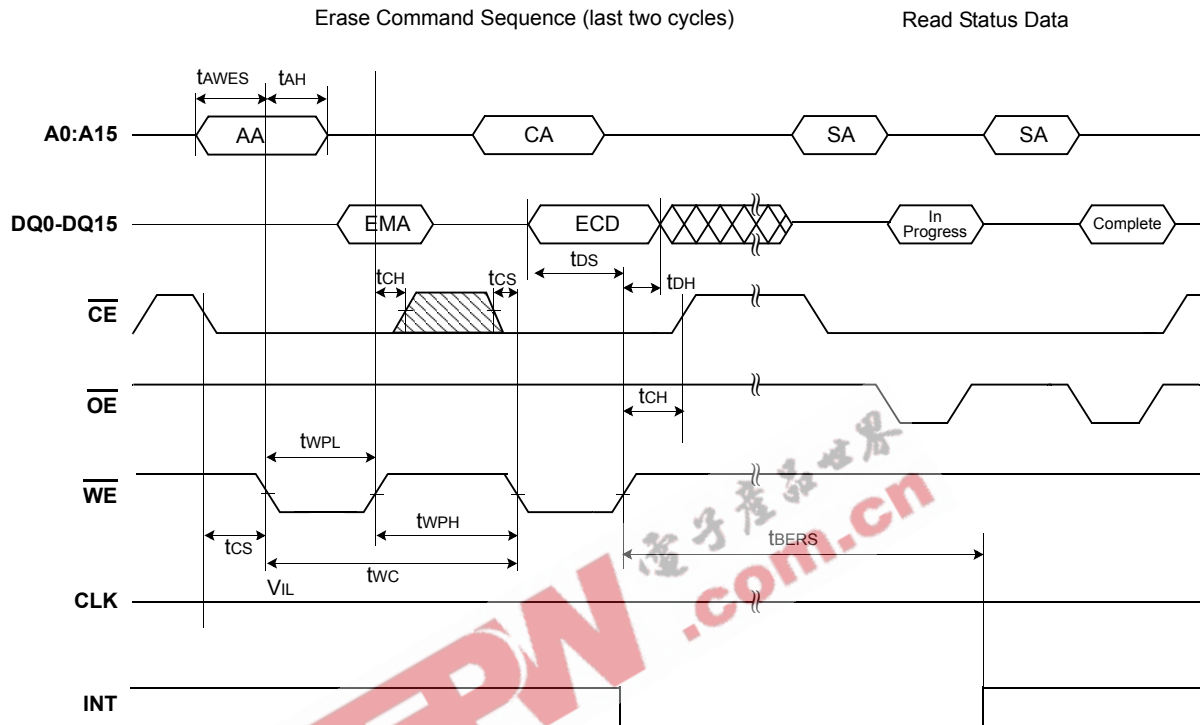 Erase Command Sequence (last two cycles)
Read Status Data
tAWES
tAH
A0:A15
AA
CA
SA
SA
DQ0-DQ15
EMA
ECD
In
Progress
Complete
tDS
tCH
tCS
tDH
CE
OE
tCH
tWPL
WE
tWPH
tBERS
tCS
tWC
VIL
CLK
INT
電子產品世界
EEPW
.com.cn